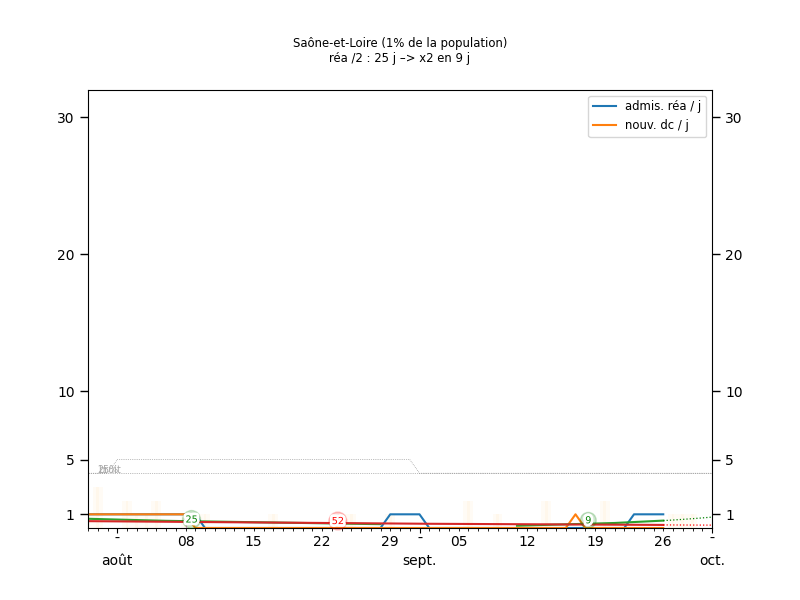 Saône-et-Loire (1% de la population)
réa /2 : 25 j –> x2 en 9 j
admis. réa / j
nouv. dc / j
30 30
20 20
10 10
5 5
1 1
25 52 9
- 08 15 22 29 - 05 12 19 26 -
août sept. oct.